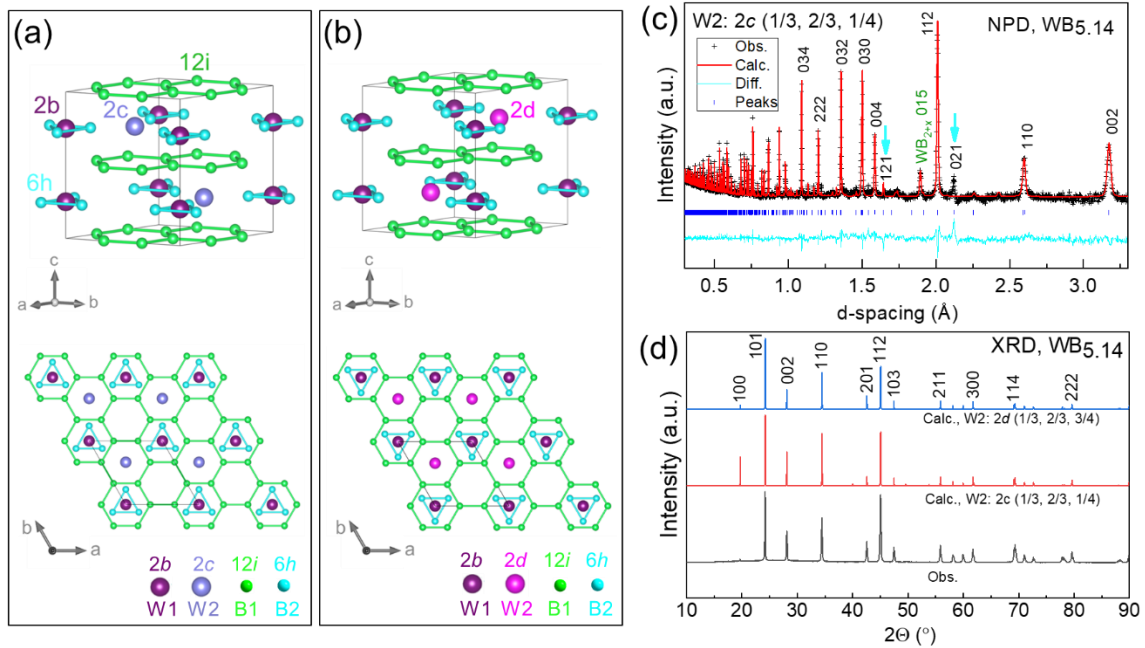 (a)
12i
2b
2c
6h
c
a
b
b
a
2b
2c
12i
6h
W1
W2
B1
B2
(b)
2d
c
a
b
b
a
2b
2d
12i
6h
W1
W2
B1
B2
(c)
W2: 2c (1/3, 2/3, 1/4)
NPD, WB5.14
Obs.
Calc.
Diff.
Peaks
034
222
032
030
004
121
WB2+x 015
112
021
110
002
Intensity (a.u.)
0.5
1.0
1.5
2.0
2.5
3.0
d-spacing (Å)
(d)
XRD, WB5.14
100
101
002
110
201
112
103
211
300
114
222
Calc., W2: 2d (1/3, 2/3, 3/4)
Calc., W2: 2c (1/3, 2/3, 1/4)
Obs.
Intensity (a.u.)
10
20
30
40
50
60
70
80
90
2Θ (°)